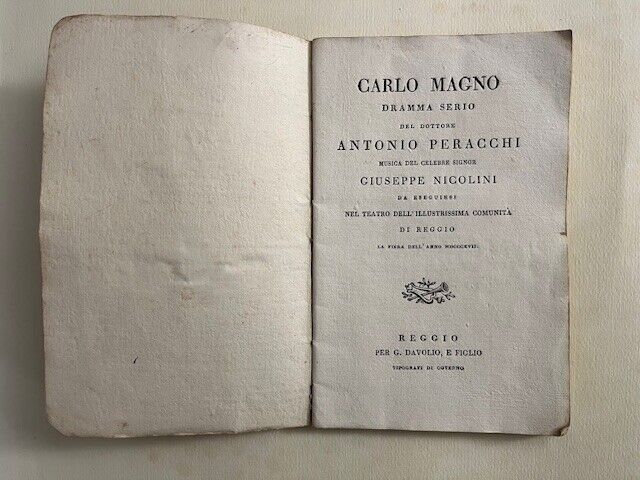 CARLO MAGNO
DRAMMA SERIO
DEL DOTTORE
ANTONIO PERACCHI
MUSICA DEL CELEBRE SIGNOR
GIUSEPPE NICOLINI
DA ESEGUIRSI
NEL TEATRO DELL'ILLUSTRISSIMA COMUNITÀ
DI REGGIO
LA FIERA DELL'ANNO
REGGIO
PER G. DAVOLIO, E FIGLIO
TIPOGRAFI DI GOVERNO